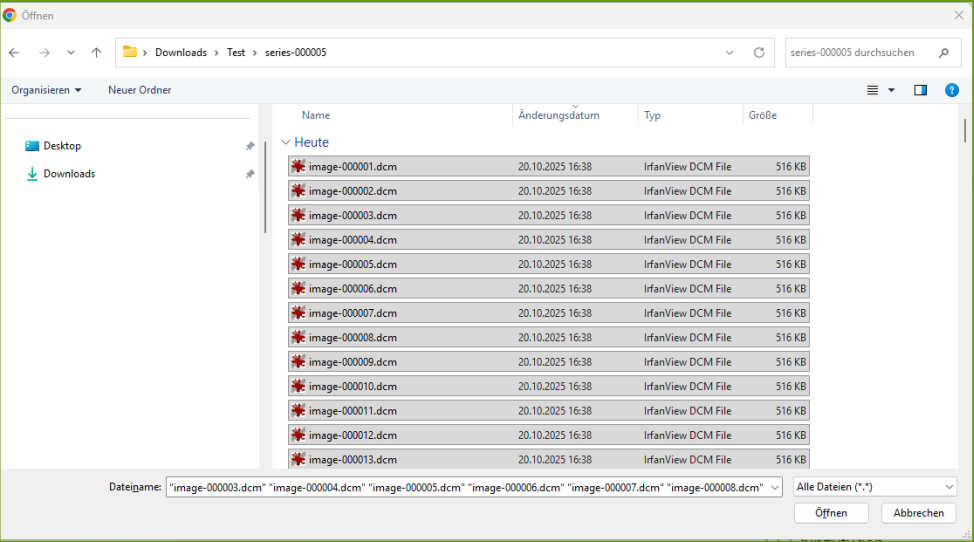 Öffnen
Downloads > Test > series-000005
series-000005 durchsuchen
Organisieren
Neuer Ordner
Desktop
Downloads
Name Änderungsdatum Typ Größe
Heute
image-000001.dcm 20.10.2025 16:38 IrfanView DCM File 516 KB
image-000002.dcm 20.10.2025 16:38 IrfanView DCM File 516 KB
image-000003.dcm 20.10.2025 16:38 IrfanView DCM File 516 KB
image-000004.dcm 20.10.2025 16:38 IrfanView DCM File 516 KB
image-000005.dcm 20.10.2025 16:38 IrfanView DCM File 516 KB
image-000006.dcm 20.10.2025 16:38 IrfanView DCM File 516 KB
image-000007.dcm 20.10.2025 16:38 IrfanView DCM File 516 KB
image-000008.dcm 20.10.2025 16:38 IrfanView DCM File 516 KB
image-000009.dcm 20.10.2025 16:38 IrfanView DCM File 516 KB
image-000010.dcm 20.10.2025 16:38 IrfanView DCM File 516 KB
image-000011.dcm 20.10.2025 16:38 IrfanView DCM File 516 KB
image-000012.dcm 20.10.2025 16:38 IrfanView DCM File 516 KB
image-000013.dcm 20.10.2025 16:38 IrfanView DCM File 516 KB
Dateiname: "image-000003.dcm" "image-000004.dcm" "image-000005.dcm" "image-000006.dcm" "image-000007.dcm" "image-000008.dcm"
Alle Dateien (*.*)
Öffnen
Abbrechen